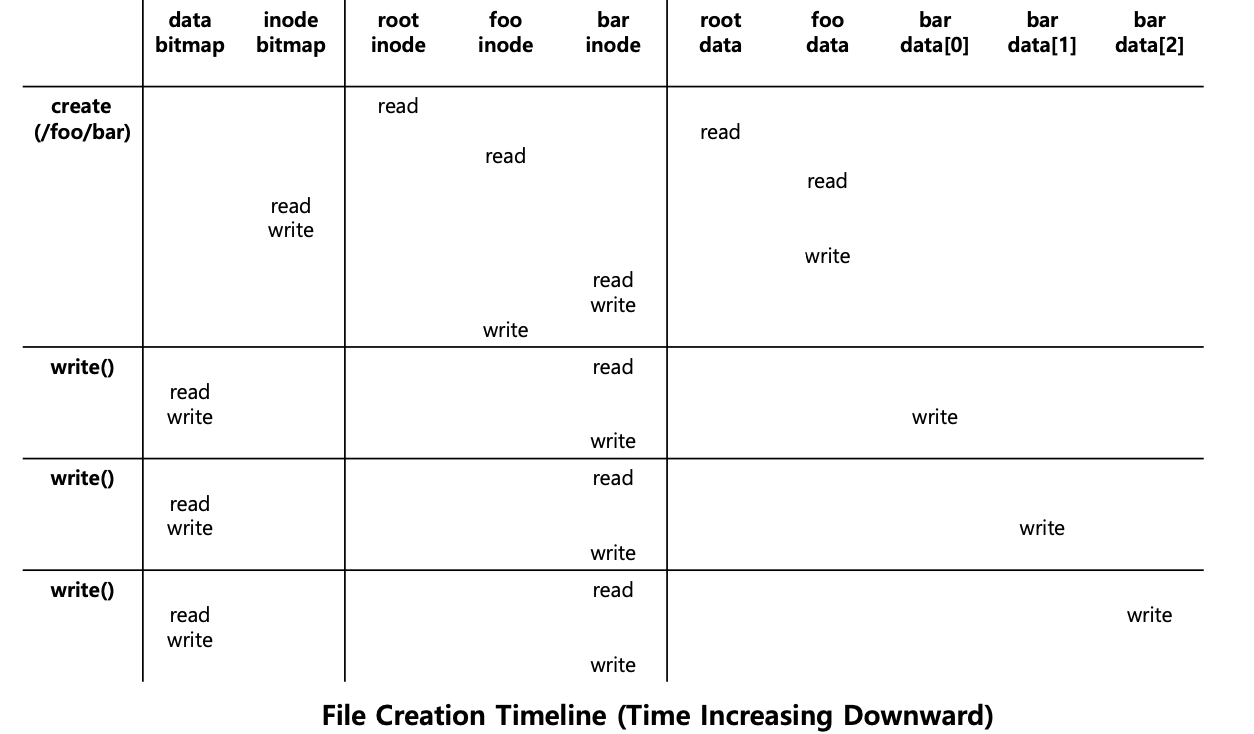 data inode root foo bar root foo bar bar bar
bitmap bitmap inode inode inode data data data[0] data[1] data[2]
create read
(/foo/bar) read
read
read
read
write
write
read
write
write
write() read
read
write write
write
write() read
read
write write
write
write() read
read write
write
write
File Creation Timeline (Time Increasing Downward)